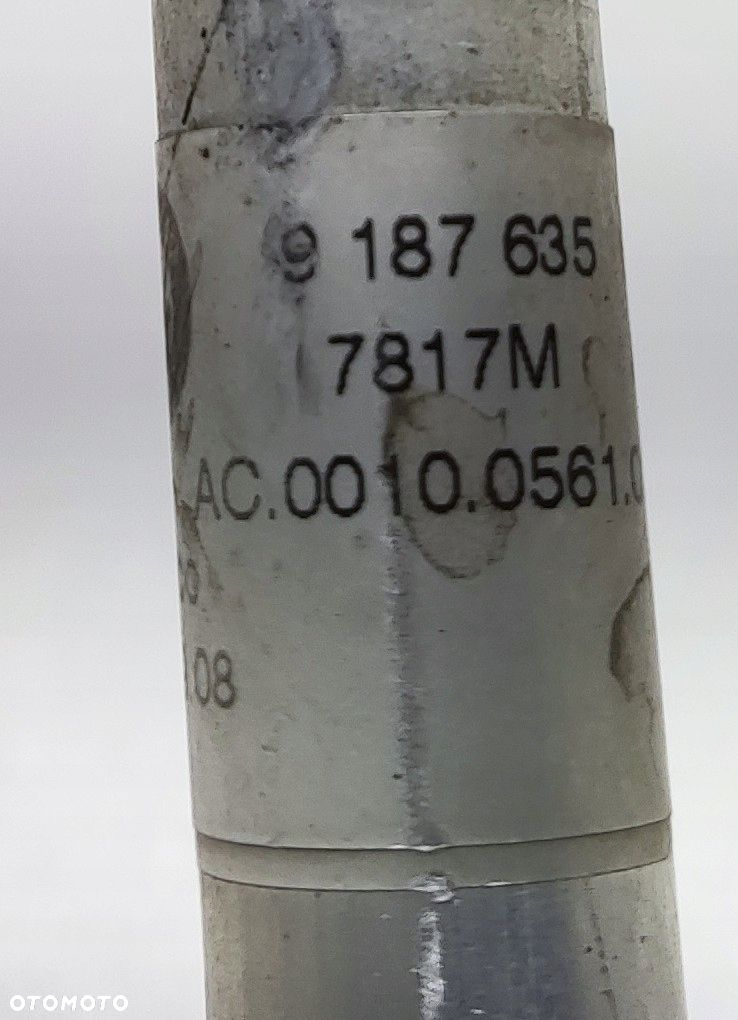 9 187 635
7817M
AC.0010.0561.0
08
OTOMOTO